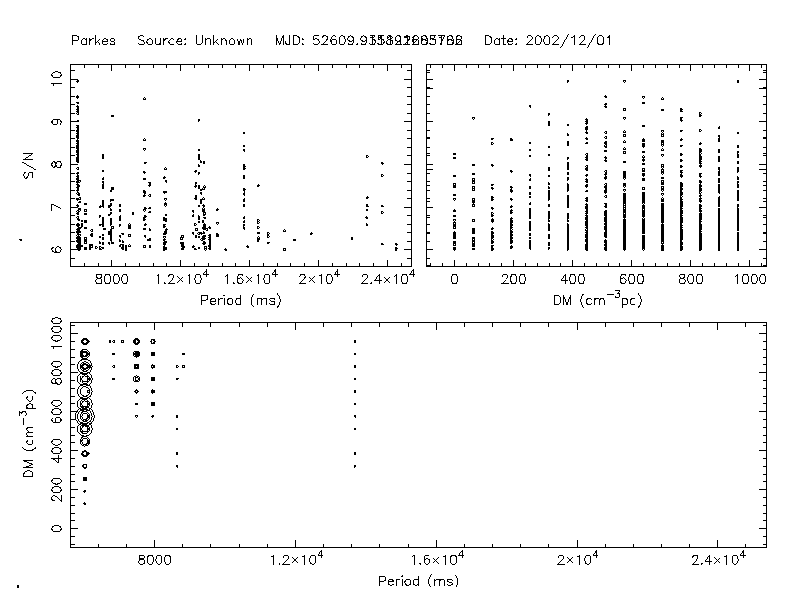 Parkes Source: Unknown MJD: Date: 2002/12/01
10
9
8
7
6
S/N
8000 1.2×10⁴ 1.6×10⁴ 2×10⁴ 2.4×10⁴
Period (ms)
0 200 400 600 800 1000
DM (cm⁻³pc)
1000
800
600
400
200
0
DM (cm⁻³pc)
8000 1.2×10⁴ 1.6×10⁴ 2×10⁴ 2.4×10⁴
Period (ms)